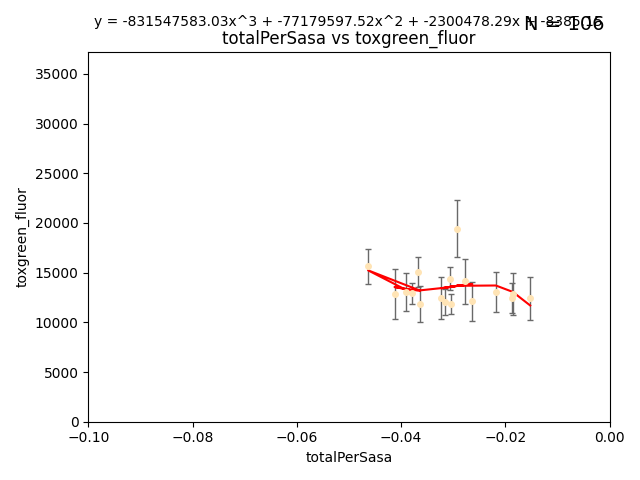 y = -831547583.03x^3 + -77179597.52x^2 + -2300478.29x +
N = 106
totalPerSasa vs toxgreen_fluor
35000
30000
25000
20000
15000
10000
5000
0
toxgreen_fluor
−0.10 −0.08 −0.06 −0.04 −0.02 0.00
totalPerSasa